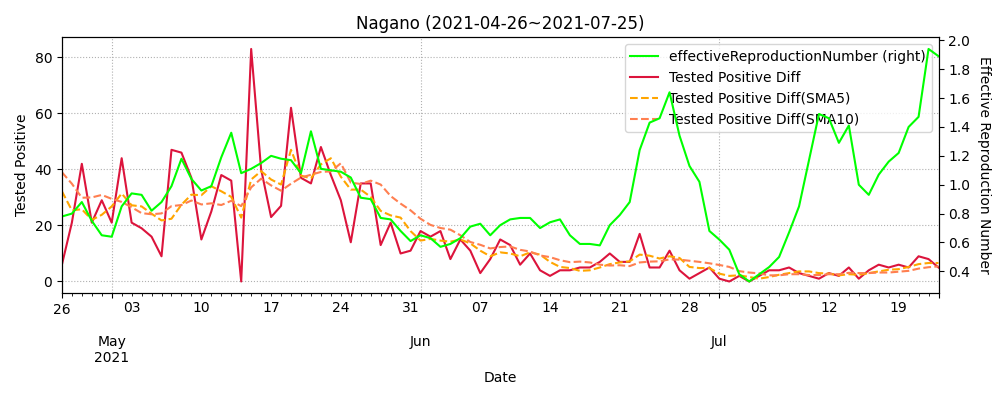 Nagano (2021-04-26~2021-07-25)
effectiveReproductionNumber (right)
Tested Positive Diff
Tested Positive Diff(SMA5)
Tested Positive Diff(SMA10)
Tested Positive
80
60
40
20
0
Effective Reproduction Number
2.0
1.8
1.6
1.4
1.2
1.0
0.8
0.6
0.4
26 03 10 17 24 31 07 14 21 28 05 12 19
May Jun Jul
2021
Date